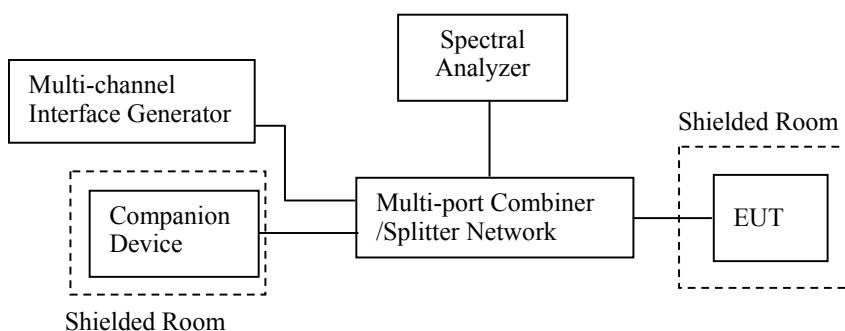 Spectral
Analyzer
Multi-channel
Interface Generator
Shielded Room
Multi-port Combiner
/Splitter Network
EUT
Companion
Device
Shielded Room